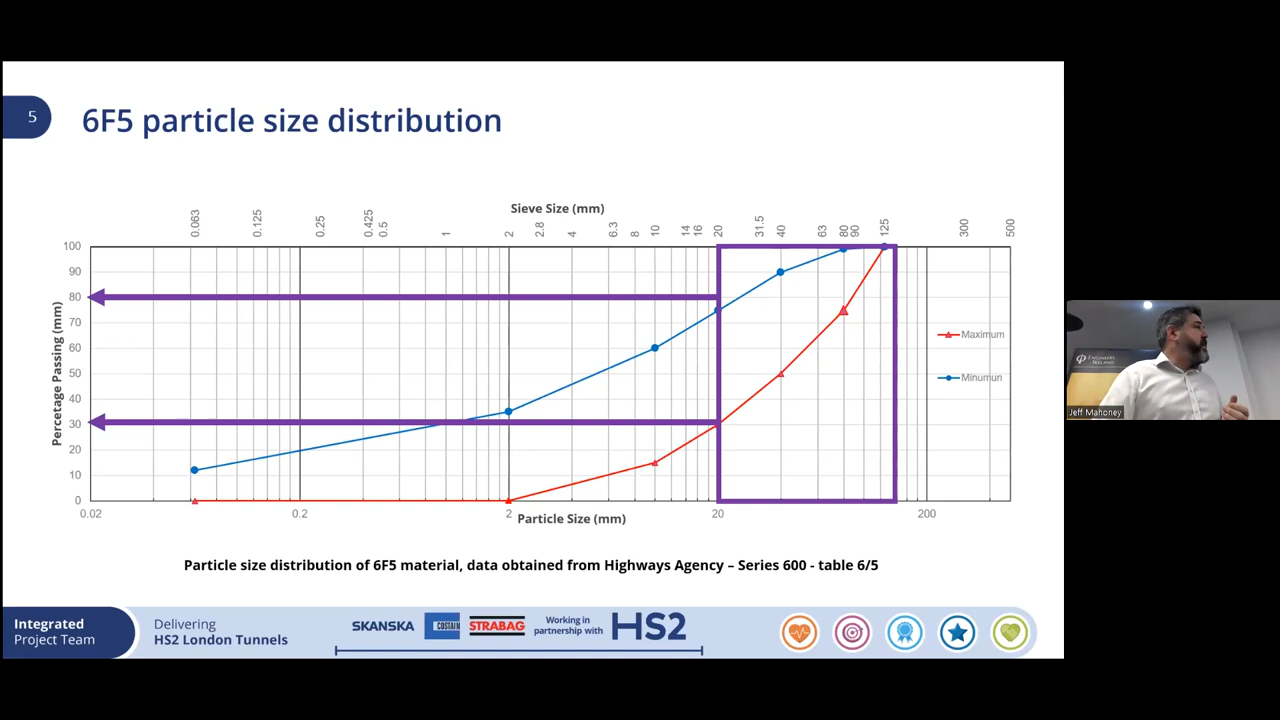 5
6F5 particle size distribution
Sieve Size (mm)
0.063 0.125 0.25 0.425 0.5 1 2 2.8 4 6.3 8 10 14 16 20 31.5 40 63 80 90 125 300 500
Percetage Passing (mm)
100
90
80
70
60
50
40
30
20
10
0
Maximum
Minumun
0.02 0.2 2 20 200
Particle Size (mm)
Particle size distribution of 6F5 material, data obtained from Highways Agency – Series 600 - table 6/5
Integrated
Project Team
Delivering
HS2 London Tunnels
SKANSKA COSTAIN STRABAG
Working in
partnership with
HS2
ENGINEERS
IRELAND
Jeff Mahoney